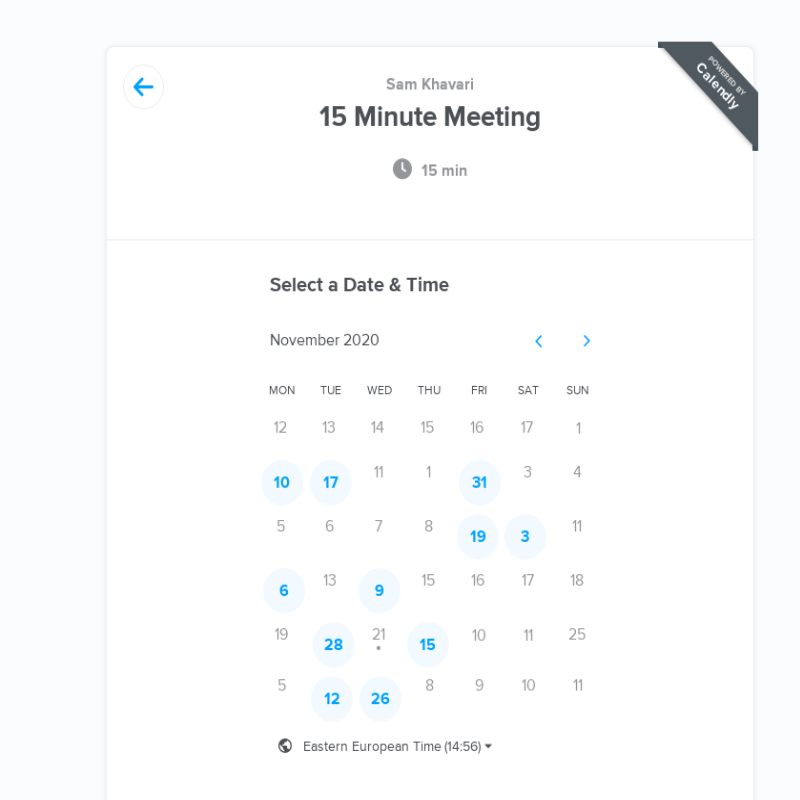 POWERED BY
Calendly
Sam Khavari
15 Minute Meeting
15 min
Select a Date & Time
November 2020
MON TUE WED THU FRI SAT SUN
12 13 14 15 16 17 1
10 17 11 1 31 3 4
5 6 7 8 19 3 11
6 13 9 15 16 17 18
19 28 21 15 10 11 25
5 12 26 8 9 10 11
Eastern European Time (14:56)